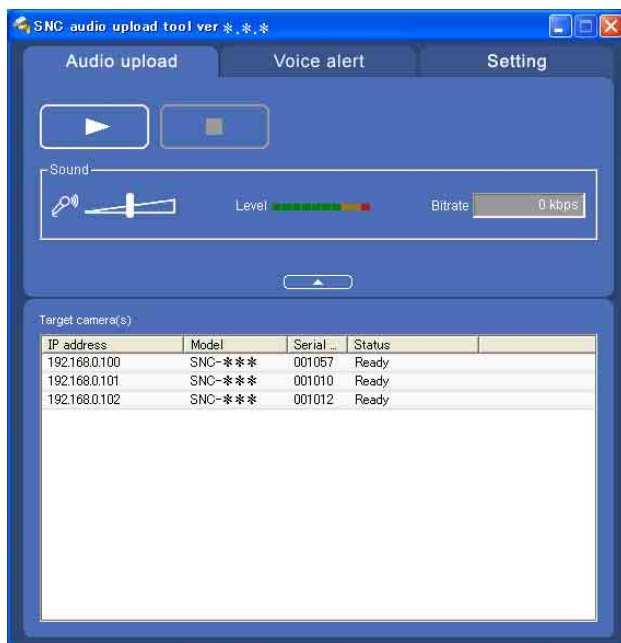 SNC audio upload tool ver *.*.*
Audio upload Voice alert Setting
Sound
Level Bitrate 0 kbps
Target camera(s)
IP address Model Serial ... Status
192.168.0.100 SNC-*** 001057 Ready
192.168.0.101 SNC-*** 001010 Ready
192.168.0.102 SNC-*** 001012 Ready